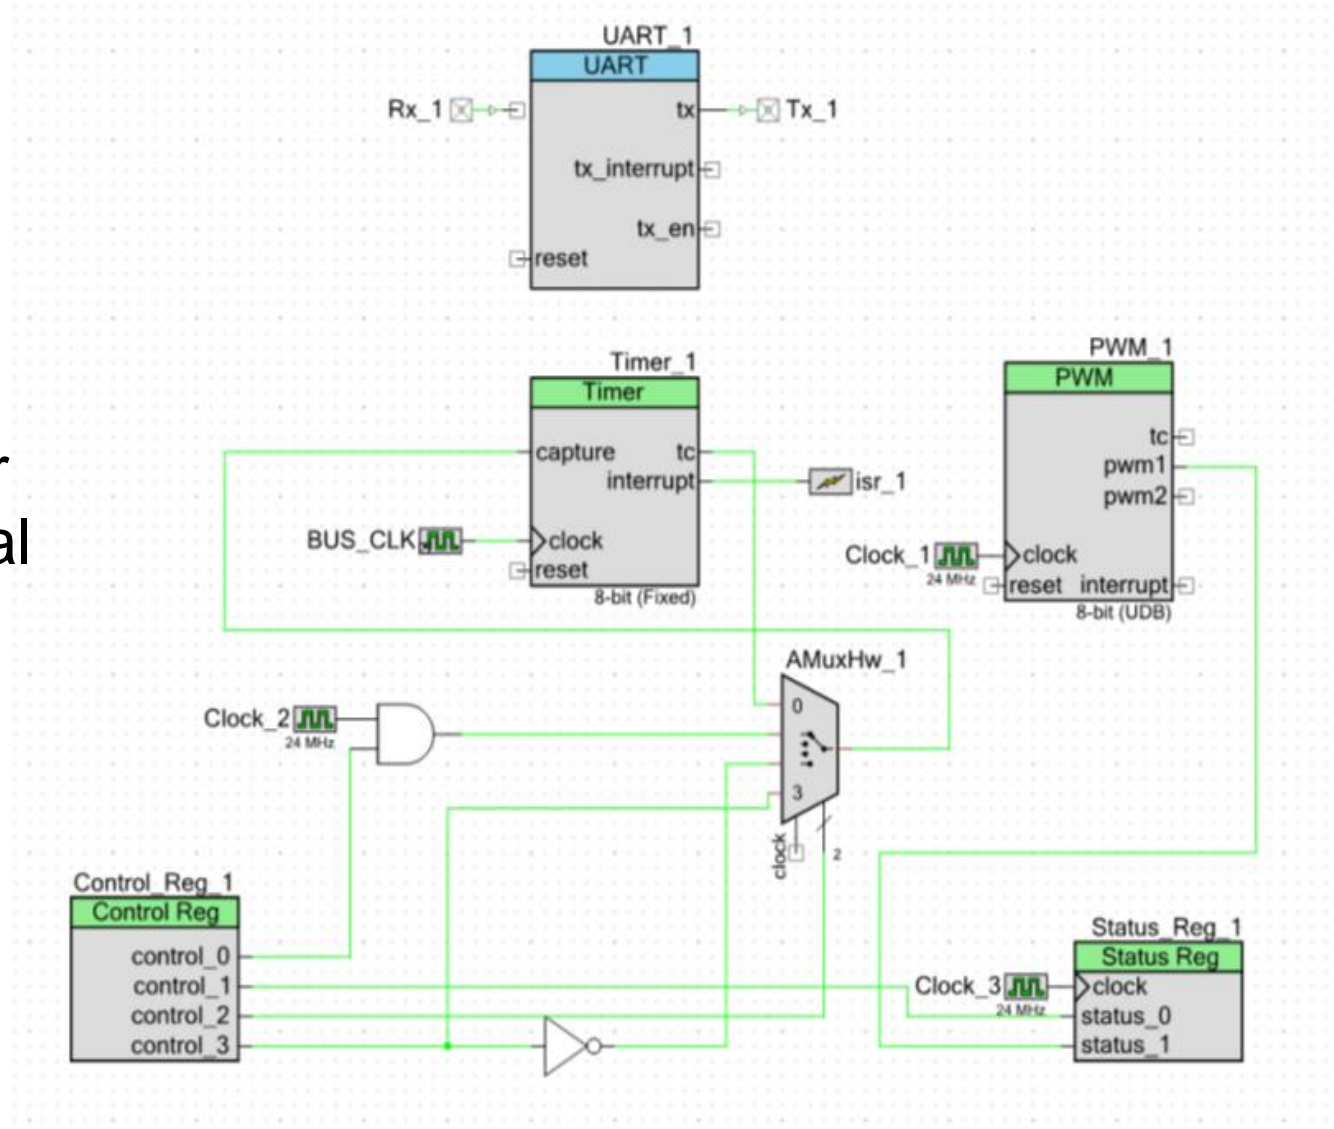 UART_1
UART
Rx_1
tx
Tx_1
tx_interrupt
tx_en
reset
Timer_1
Timer
capture
tc
interrupt
isr_1
BUS_CLK
clock
reset
8-bit (Fixed)
PWM_1
PWM
tc
pwm1
pwm2
Clock_1
24 MHz
clock
reset
interrupt
8-bit (UDB)
r
al
AMuxHw_1
0
3
clock
2
Clock_2
24 MHz
Control_Reg_1
Control Reg
control_0
control_1
control_2
control_3
Status_Reg_1
Status Reg
Clock_3
24 MHz
clock
status_0
status_1